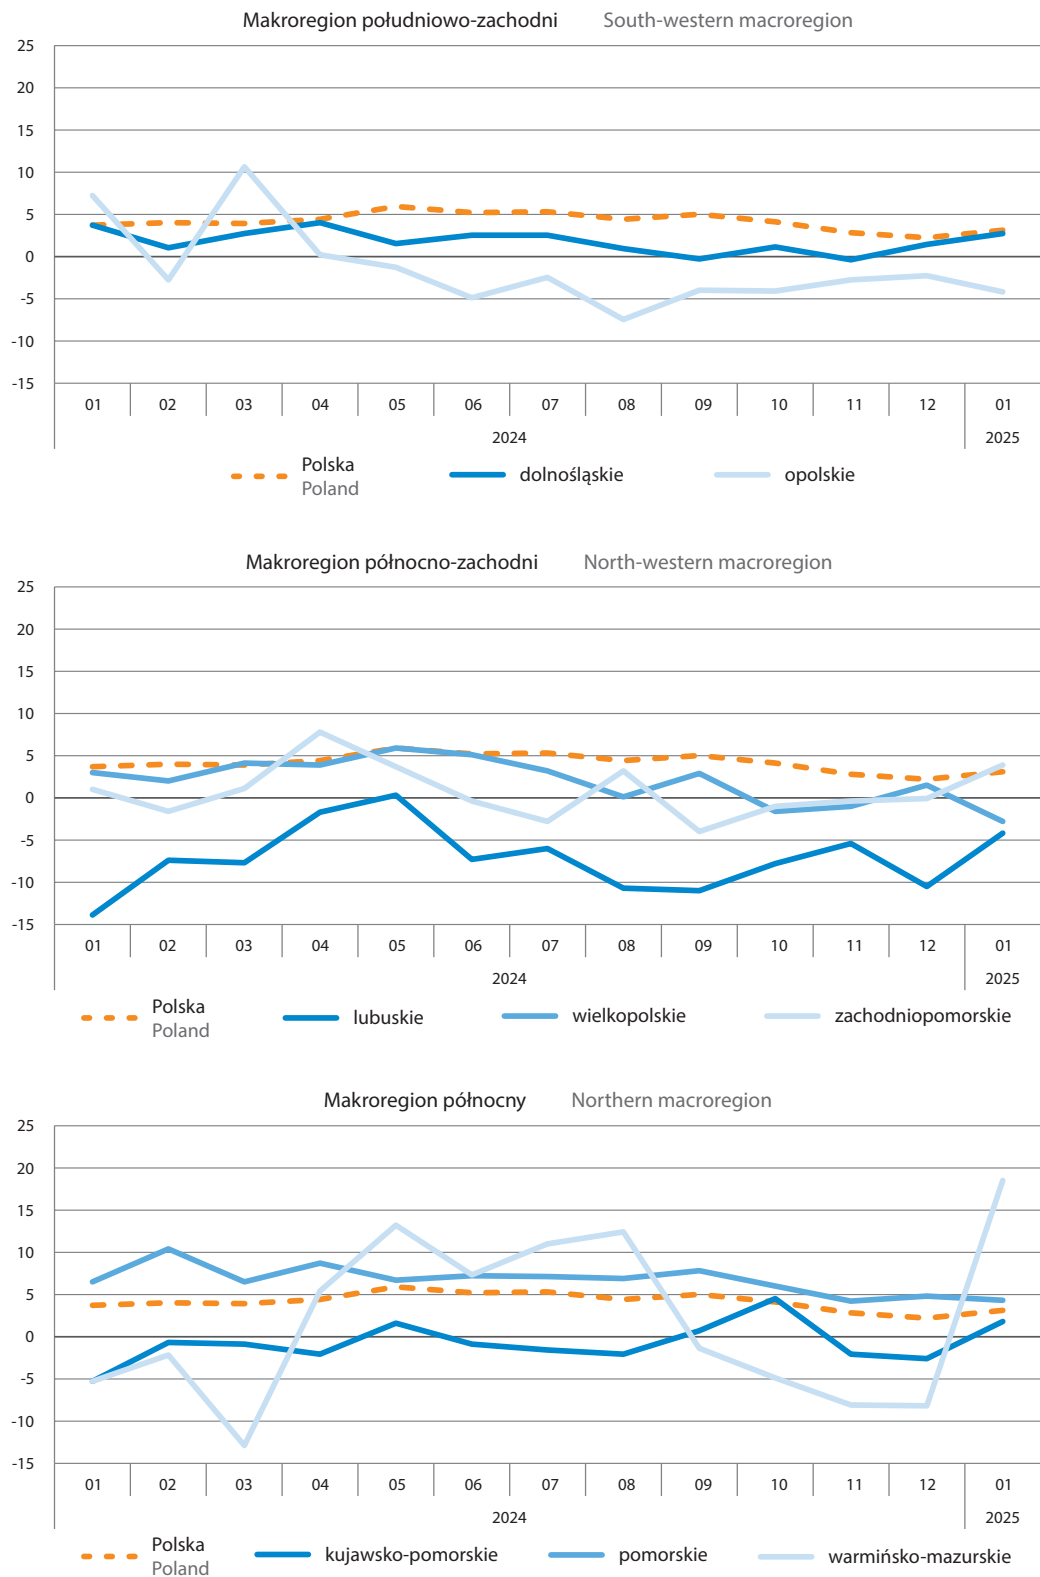 Makroregion południowo-zachodni South-western macroregion
25
20
15
10
5
0
-5
-10
-15
01 02 03 04 05 06 07 08 09 10 11 12 01
2024 2025
Polska
Poland
dolnośląskie opolskie
Makroregion północno-zachodni North-western macroregion
25
20
15
10
5
0
-5
-10
-15
01 02 03 04 05 06 07 08 09 10 11 12 01
2024 2025
Polska
Poland
lubuskie wielkopolskie zachodniopomorskie
Makroregion północny Northern macroregion
25
20
15
10
5
0
-5
-10
-15
01 02 03 04 05 06 07 08 09 10 11 12 01
2024 2025
Polska
Poland
kujawsko-pomorskie pomorskie warmińsko-mazurskie